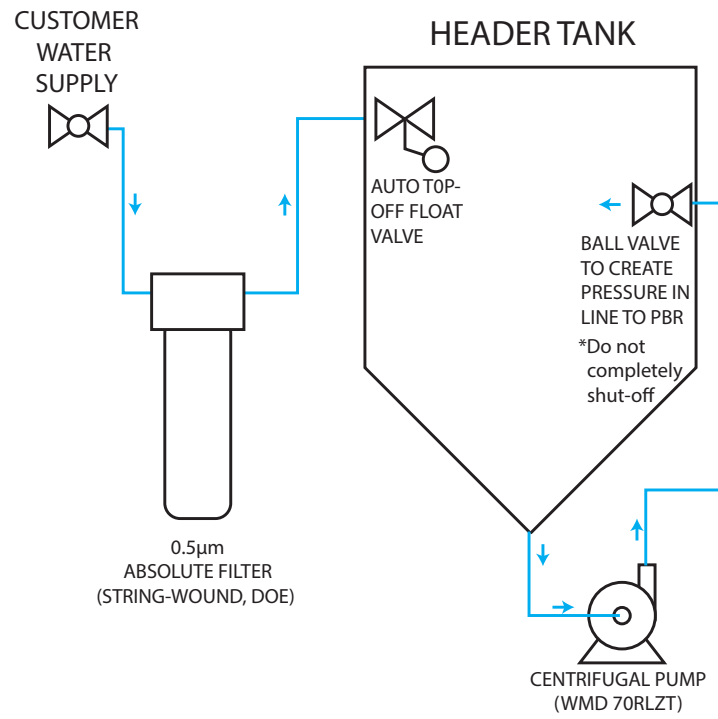 CUSTOMER
WATER
SUPPLY
HEADER TANK
AUTO T0P-
OFF FLOAT
VALVE
BALL VALVE
TO CREATE
PRESSURE IN
LINE TO PBR
*Do not
completely
shut-off
0.5µm
ABSOLUTE FILTER
(STRING-WOUND, DOE)
CENTRIFUGAL PUMP
(WMD 70RLZT)